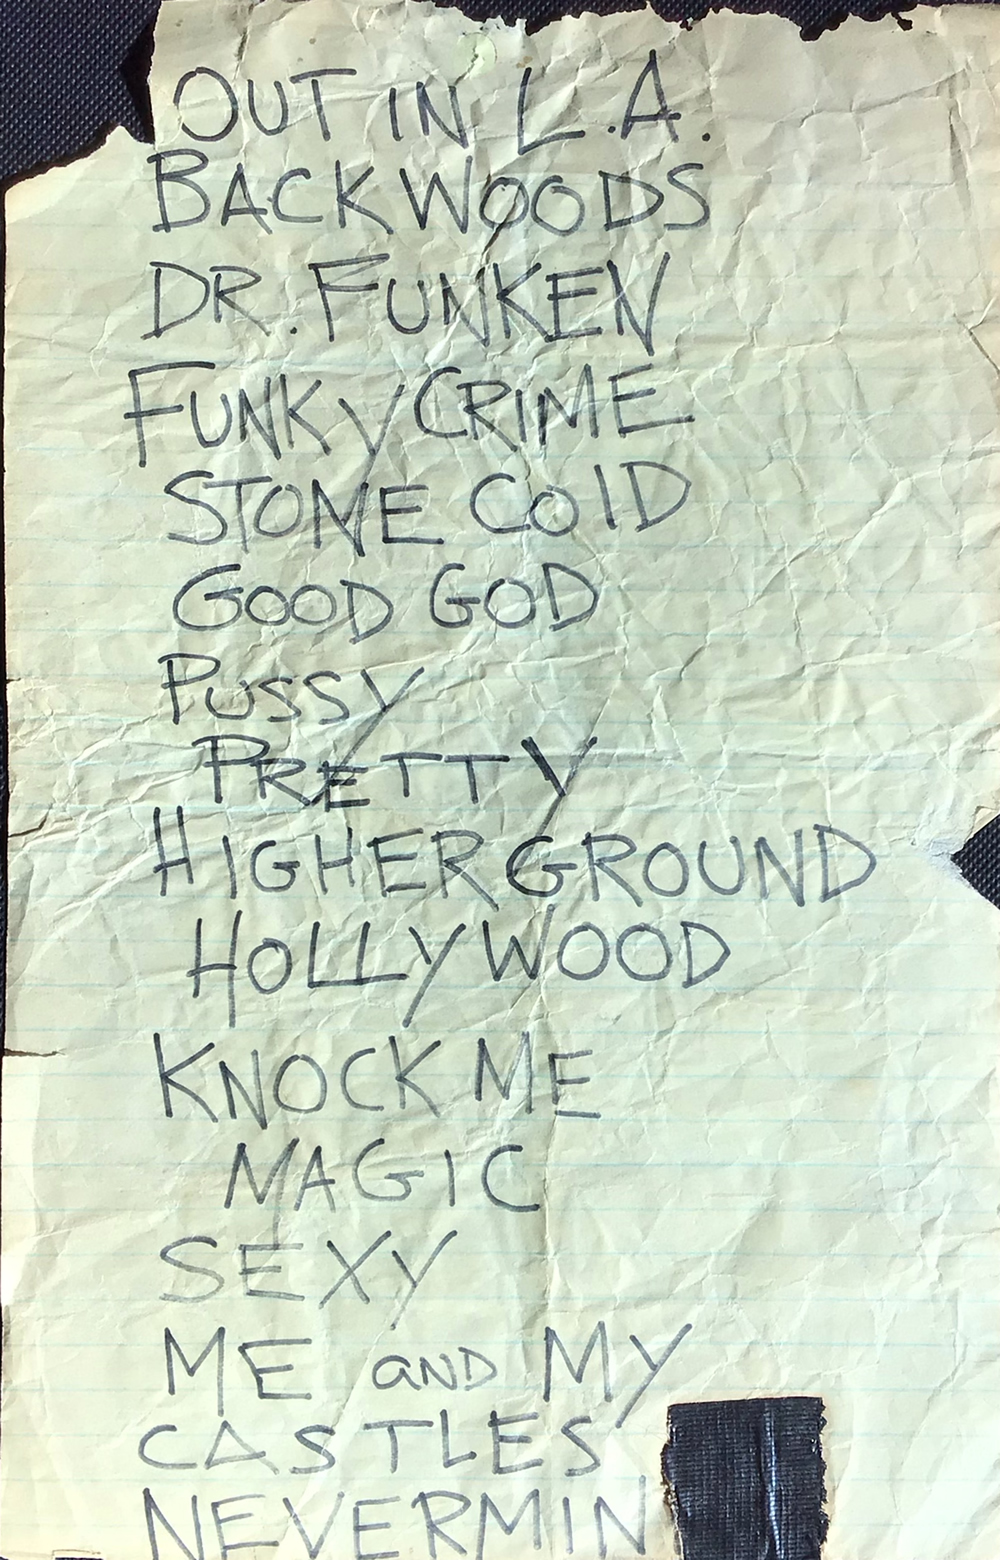 OUT IN L.A.
BACKWOODS
DR. FUNKEN
FUNKY CRIME
STONE COLD
GOOD GOD
PUSSY
PRETTY
HIGHER GROUND
HOLLYWOOD
KNOCK ME
MAGIC
SEXY
ME AND MY
CASTLES
NEVERMIN